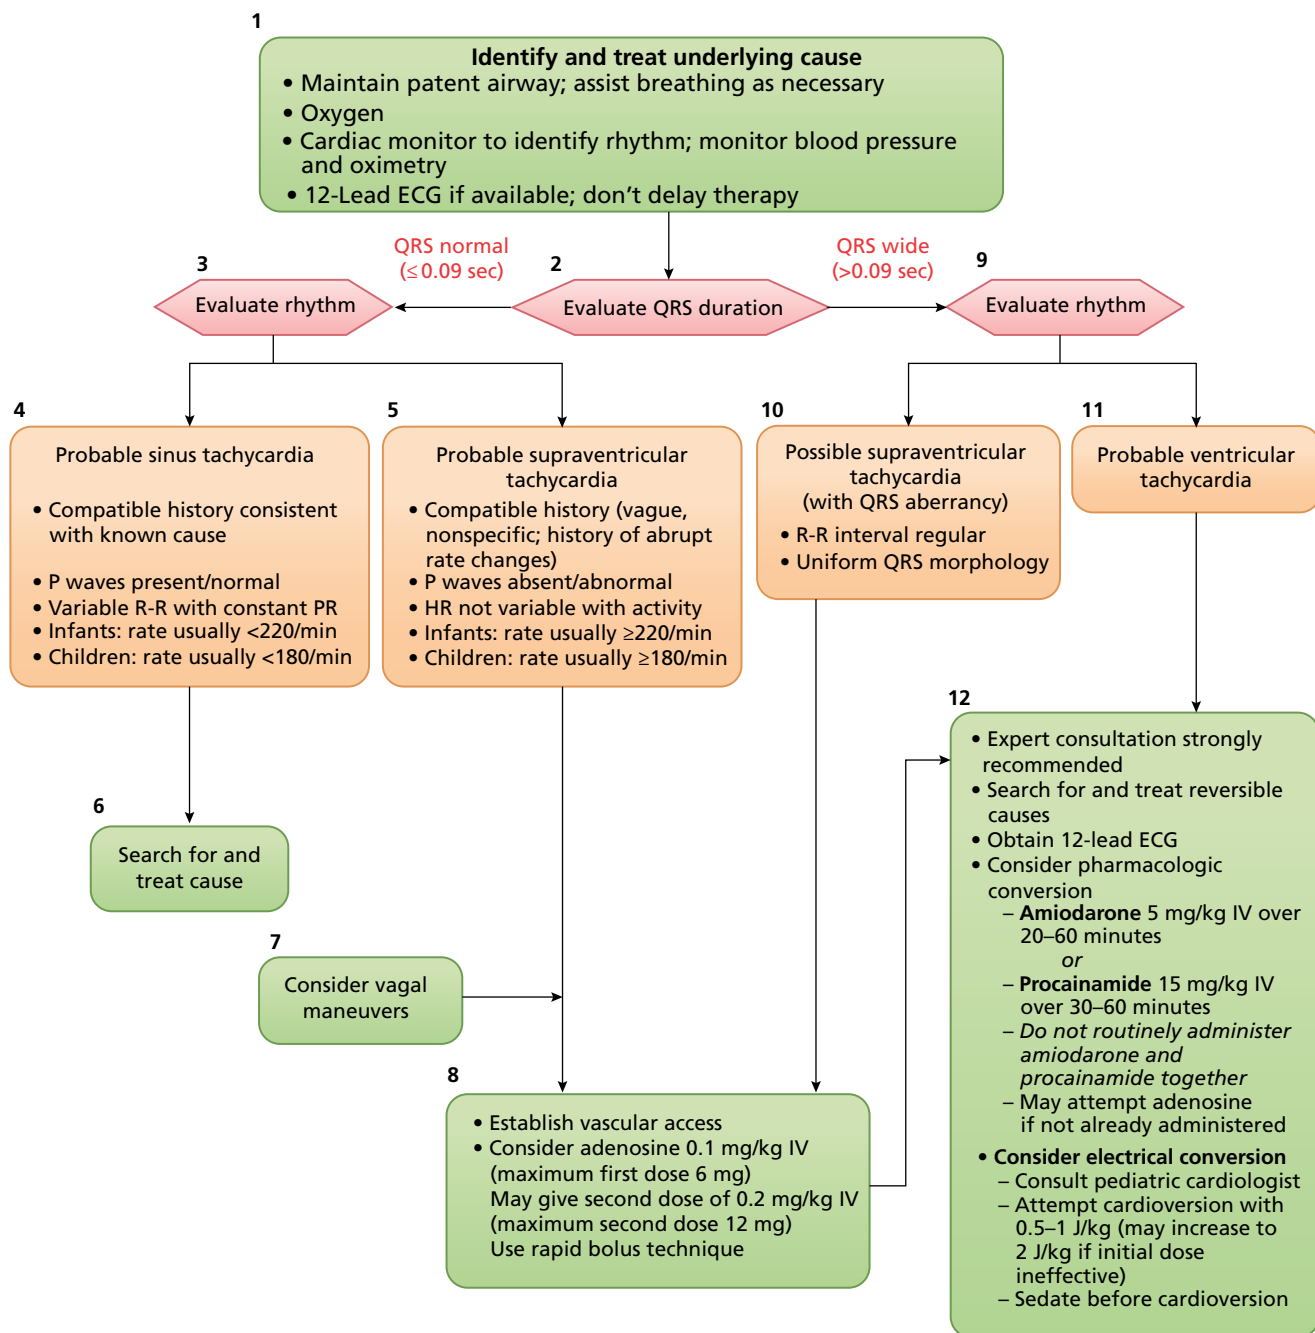 1
Identify and treat underlying cause
• Maintain patent airway; assist breathing as necessary
• Oxygen
• Cardiac monitor to identify rhythm; monitor blood pressure
and oximetry
• 12-Lead ECG if available; don’t delay therapy
QRS normal
(≤0.09 sec)
QRS wide
(>0.09 sec)
3
Evaluate rhythm
2
Evaluate QRS duration
9
Evaluate rhythm
4
Probable sinus tachycardia
• Compatible history consistent
with known cause
• P waves present/normal
• Variable R-R with constant PR
• Infants: rate usually <220/min
• Children: rate usually <180/min
5
Probable supraventricular
tachycardia
• Compatible history (vague,
nonspecific; history of abrupt
rate changes)
• P waves absent/abnormal
• HR not variable with activity
• Infants: rate usually ≥220/min
• Children: rate usually ≥180/min
10
Possible supraventricular
tachycardia
(with QRS aberrancy)
• R-R interval regular
• Uniform QRS morphology
11
Probable ventricular
tachycardia
6
Search for and
treat cause
7
Consider vagal
maneuvers
8
• Establish vascular access
• Consider adenosine 0.1 mg/kg IV
(maximum first dose 6 mg)
May give second dose of 0.2 mg/kg IV
(maximum second dose 12 mg)
Use rapid bolus technique
12
• Expert consultation strongly
recommended
• Search for and treat reversible
causes
• Obtain 12-lead ECG
• Consider pharmacologic
conversion
– Amiodarone 5 mg/kg IV over
20–60 minutes
or
– Procainamide 15 mg/kg IV
over 30–60 minutes
– Do not routinely administer
amiodarone and
procainamide together
– May attempt adenosine
if not already administered
• Consider electrical conversion
– Consult pediatric cardiologist
– Attempt cardioversion with
0.5–1 J/kg (may increase to
2 J/kg if initial dose
ineffective)
– Sedate before cardioversion